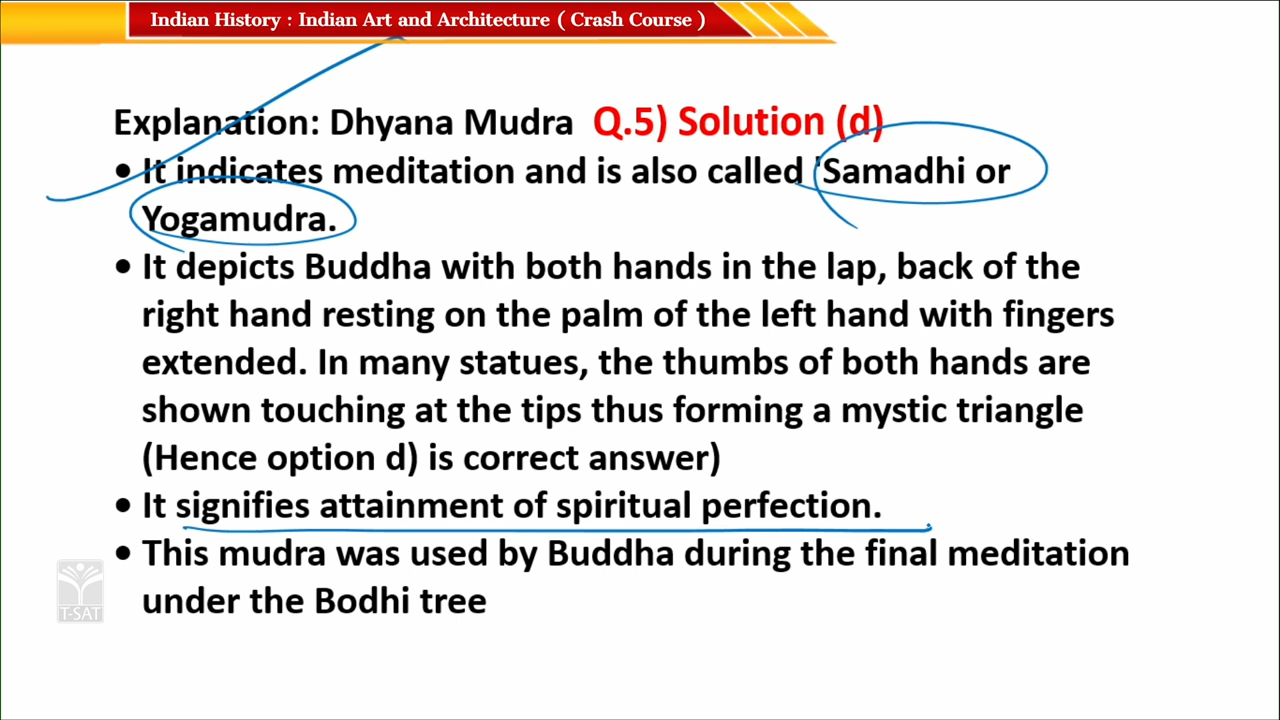 Indian History : Indian Art and Architecture ( Crash Course )
Explanation: Dhyana Mudra Q.5) Solution (d)
• It indicates meditation and is also called 'Samadhi or
Yogamudra.
• It depicts Buddha with both hands in the lap, back of the
right hand resting on the palm of the left hand with fingers
extended. In many statues, the thumbs of both hands are
shown touching at the tips thus forming a mystic triangle
(Hence option d) is correct answer)
• It signifies attainment of spiritual perfection.
• This mudra was used by Buddha during the final meditation
under the Bodhi tree
T-SAT